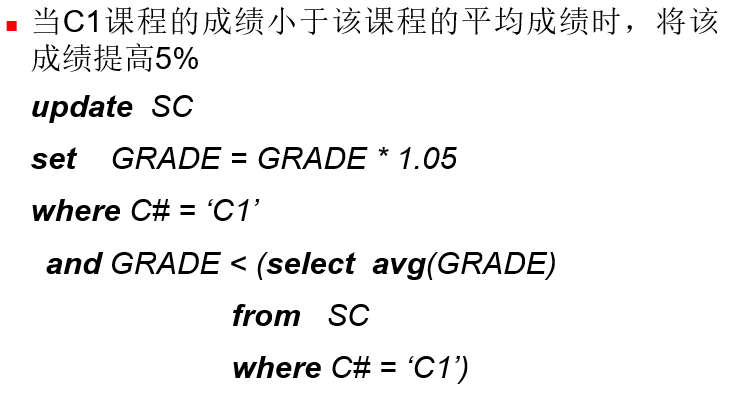 当C1课程的成绩小于该课程的平均成绩时，将该
成绩提高5%
update SC
set GRADE = GRADE * 1.05
where C# = ‘C1’
and GRADE < (select avg(GRADE)
from SC
where C# = ‘C1’)